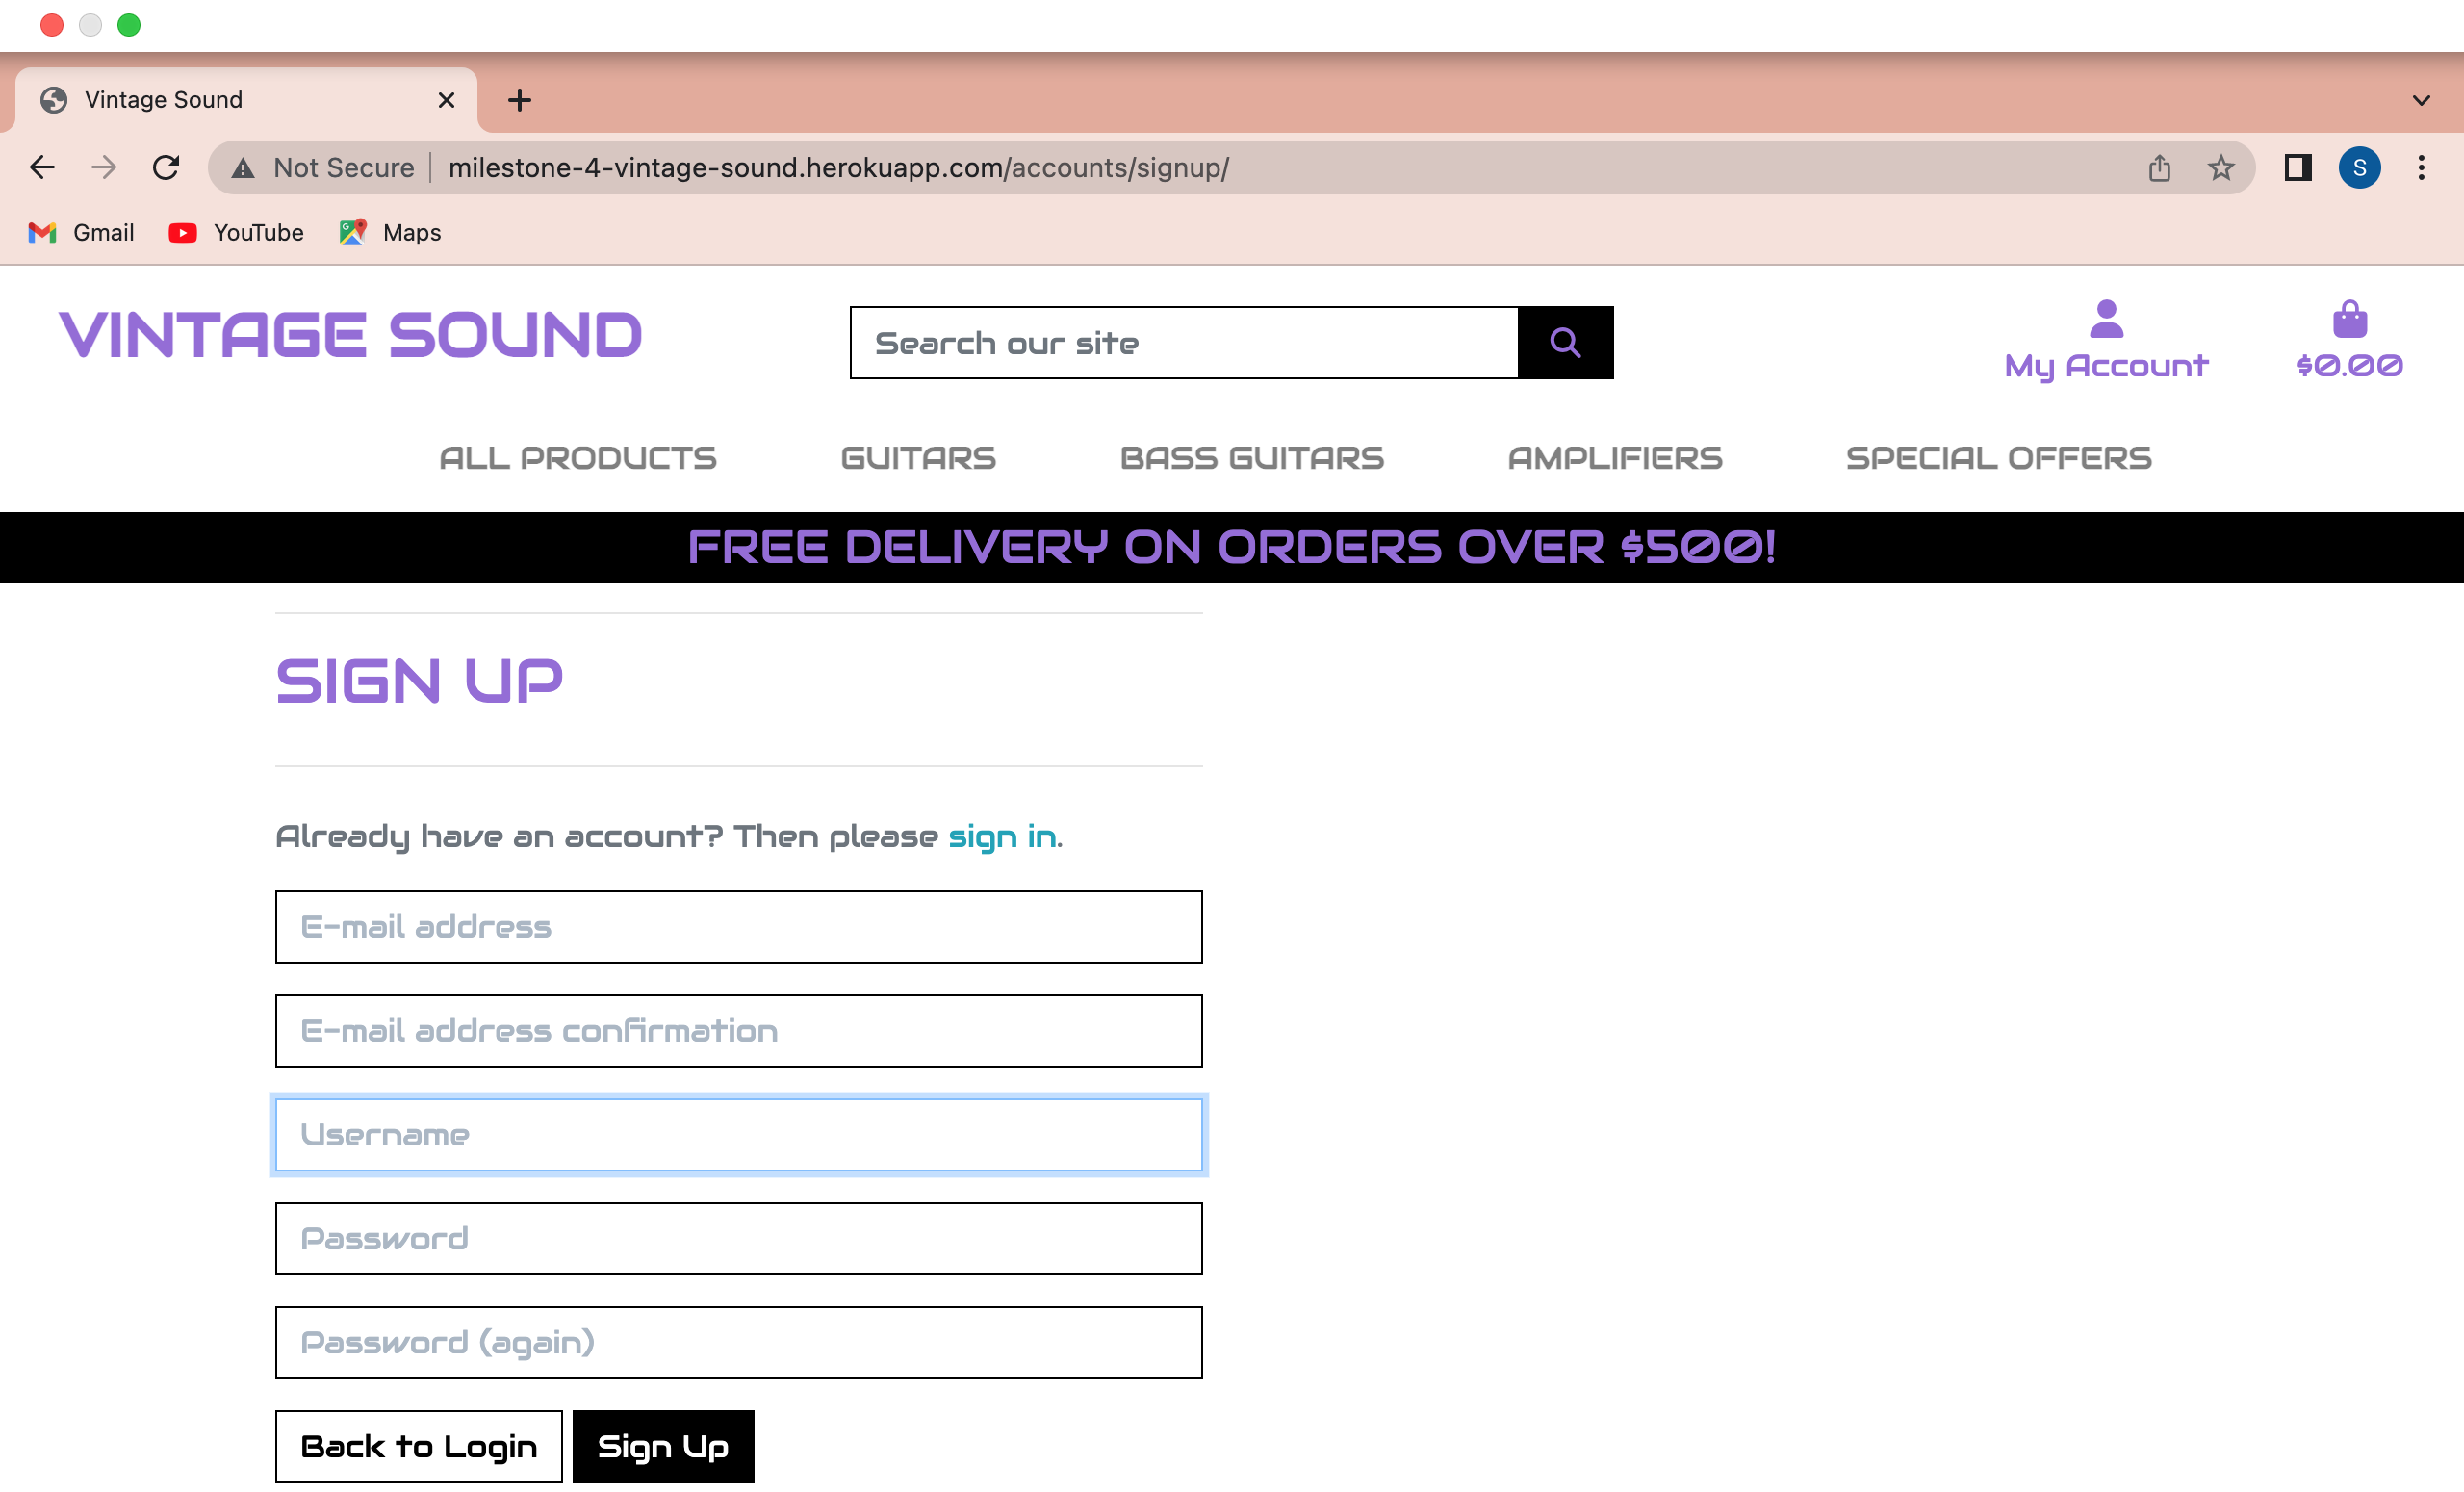 Vintage Sound
Not Secure milestone-4-vintage-sound.herokuapp.com/accounts/signup/
S
Gmail YouTube Maps
VINTAGE SOUND
Search our site
My Account
$0.00
ALL PRODUCTS GUITARS BASS GUITARS AMPLIFIERS SPECIAL OFFERS
FREE DELIVERY ON ORDERS OVER $500!
SIGN UP
Already have an account? Then please sign in.
E-mail address
E-mail address confirmation
Username
Password
Password (again)
Back to Login Sign Up